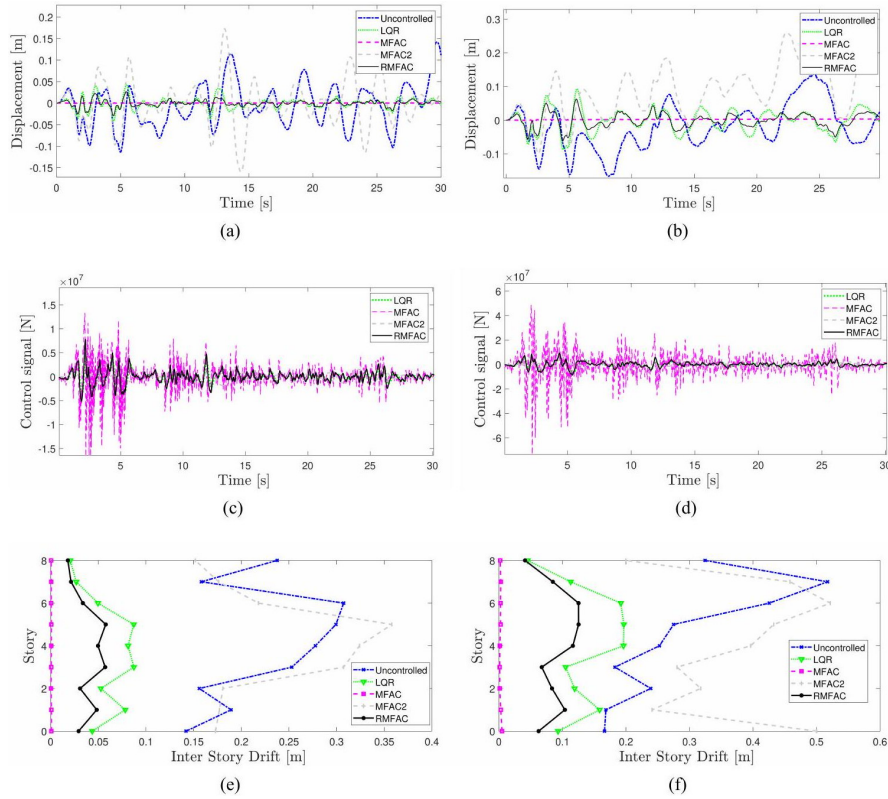 0.2
0.15
0.1
0.05
0
-0.05
-0.1
-0.15
Displacement [m]
Uncontrolled
LQR
MFAC
MFAC2
RMFAC
0 5 10 15 20 25 30
Time [s]
(a)
0.3
0.2
0.1
0
-0.1
Displacement [m]
Uncontrolled
LQR
MFAC
MFAC2
RMFAC
0 5 10 15 20 25
Time [s]
(b)
×10⁷
1.5
1
0.5
0
-0.5
-1
-1.5
Control signal [N]
LQR
MFAC
MFAC2
RMFAC
5 10 15 20 25 30
Time [s]
(c)
×10⁷
6
4
2
0
-2
-4
-6
Control signal [N]
LQR
MFAC
MFAC2
RMFAC
5 10 15 20 25 30
Time [s]
(d)
8
6
4
2
0
Story
Uncontrolled
LQR
MFAC
MFAC2
RMFAC
0 0.05 0.1 0.15 0.2 0.25 0.3 0.35 0.4
Inter Story Drift [m]
(e)
8
6
4
2
0
Uncontrolled
LQR
MFAC
MFAC2
RMFAC
0 0.1 0.2 0.3 0.4 0.5 0.6
Inter Story Drift [m]
(f)